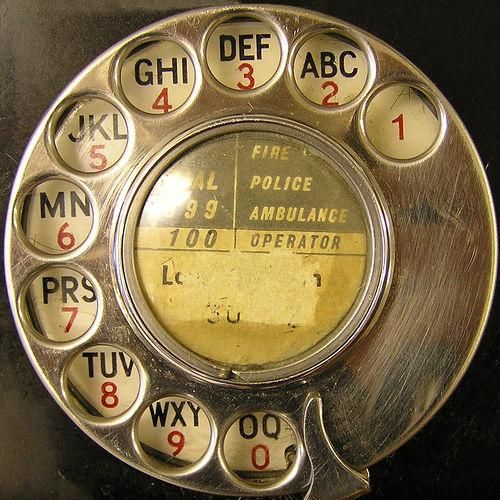 ABC
2
DEF
3
GHI
4
JKL
5
MN
6
PRS
7
TUV
8
WXY
9
OQ
0
1
FIRE
POLICE
99 AMBULANCE
100 OPERATOR